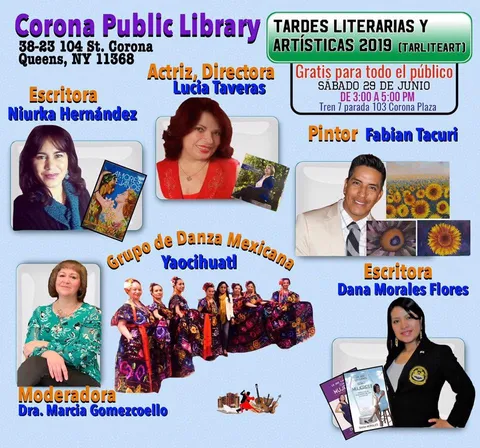 Corona Public Library
38-23 104 St. Corona
Queens, NY 11368
TARDES LITERARIAS Y
ARTÍSTICAS 2019 (TARLITEART)
Gratis para todo el público
SÁBADO 29 DE JUNIO
DE 3:00 A 5:00 PM
Tren 7 parada 103 Corona Plaza
Escritora
Niurka Hernández
Actriz, Directora
Lucía Taveras
Pintor Fabian Tacuri
Grupo de Danza Mexicana
Yaocihuatl
Escritora
Dana Morales Flores
Moderadora
Dra. Marcia Gomezcoello